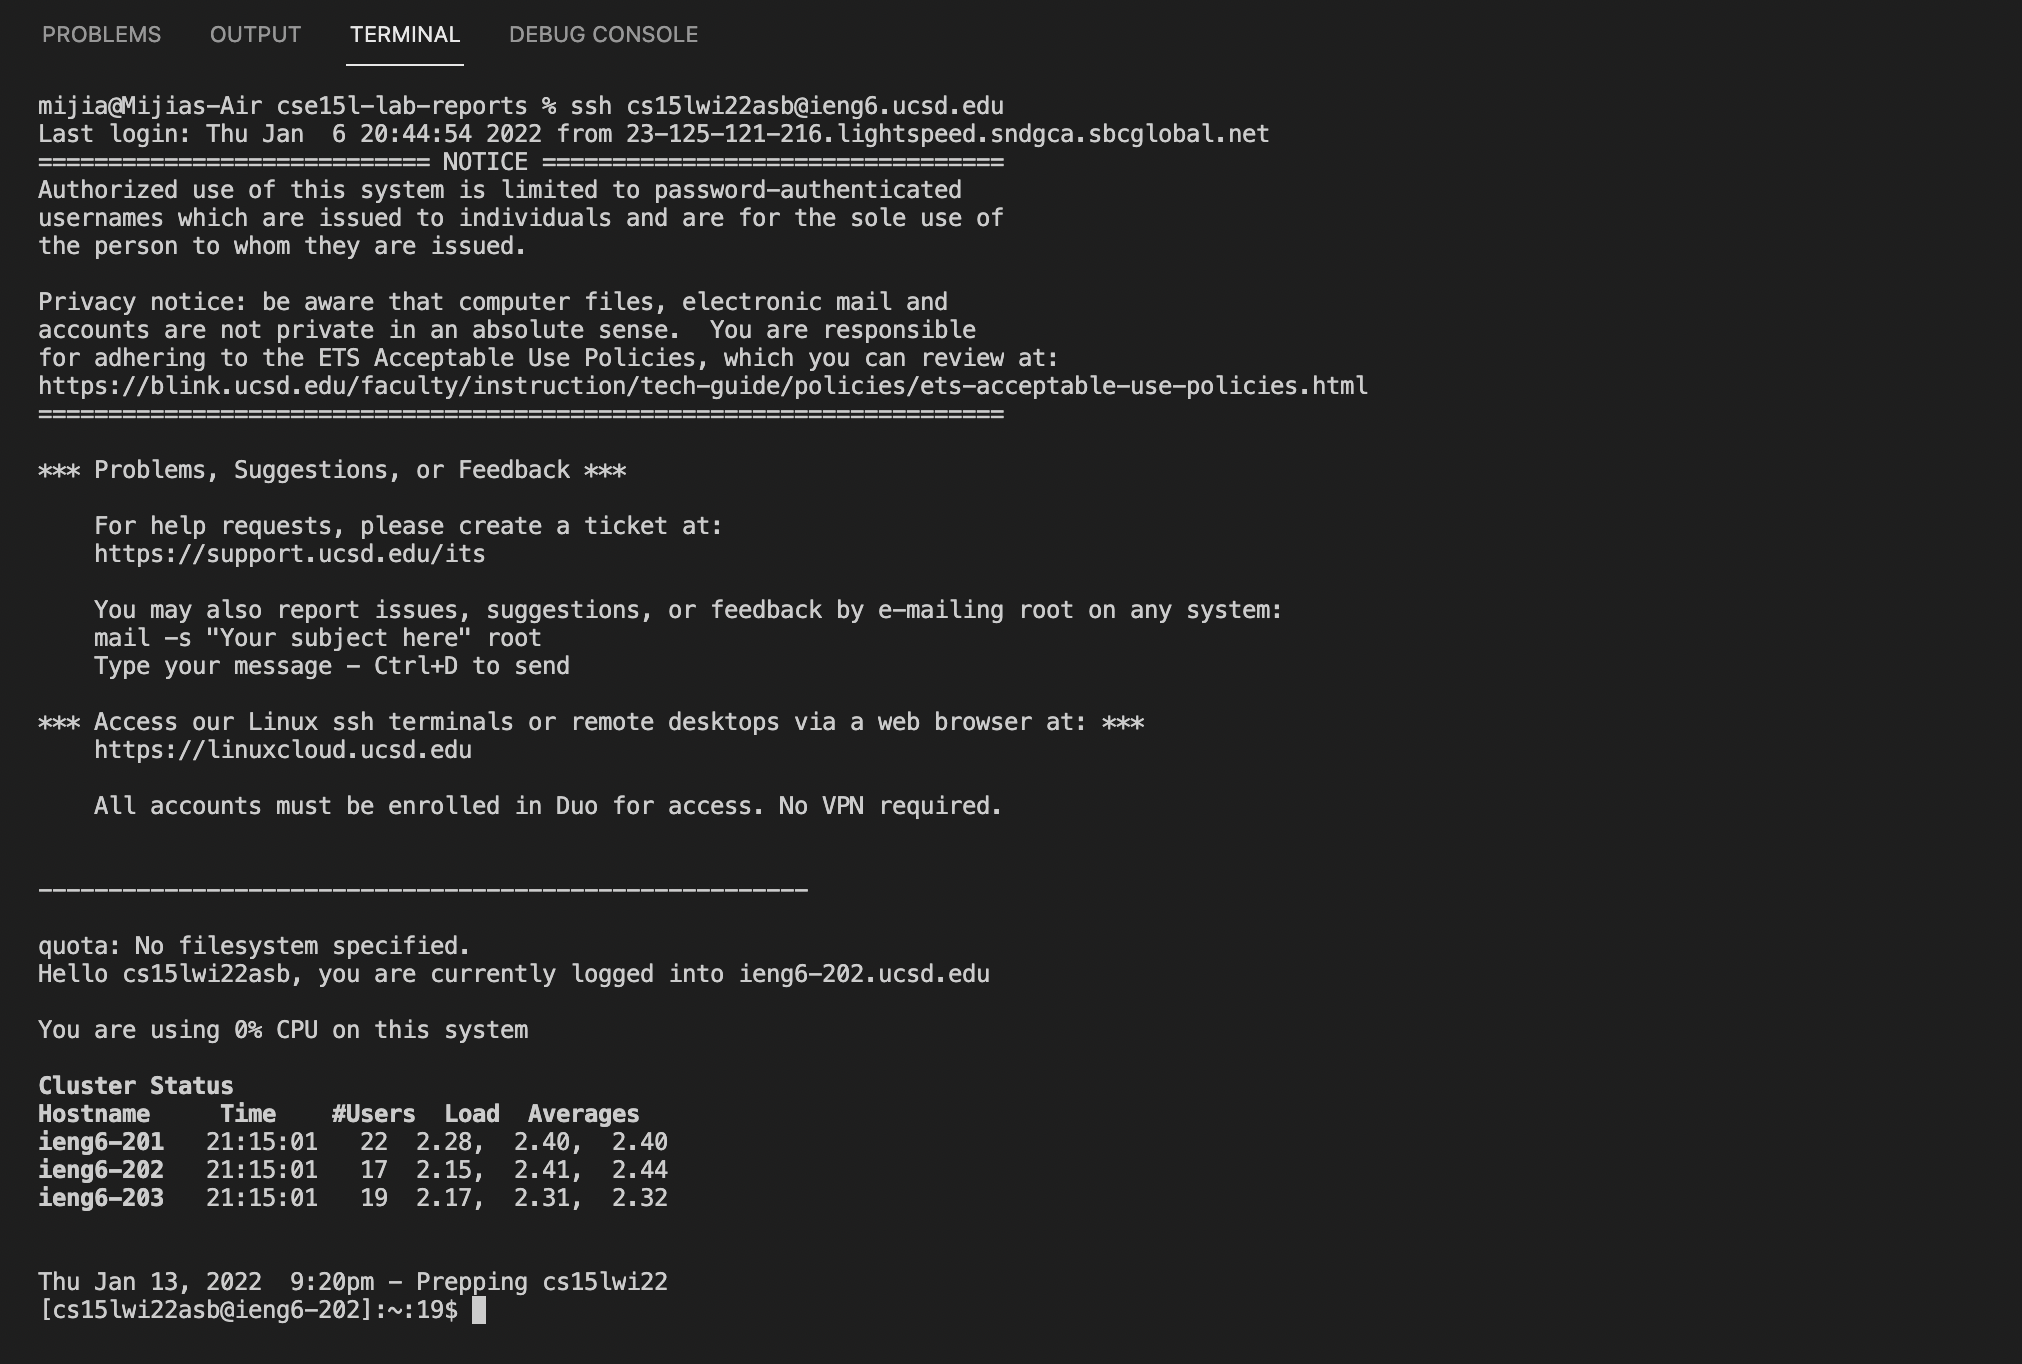 PROBLEMS OUTPUT TERMINAL DEBUG CONSOLE
mijia@Mijias-Air cse15l-lab-reports % ssh cs15lwi22asb@ieng6.ucsd.edu
Last login: Thu Jan  6 20:44:54 2022 from 23-125-121-216.lightspeed.sndgca.sbcglobal.net
============================ NOTICE =================================
Authorized use of this system is limited to password-authenticated
usernames which are issued to individuals and are for the sole use of
the person to whom they are issued.

Privacy notice: be aware that computer files, electronic mail and
accounts are not private in an absolute sense.  You are responsible
for adhering to the ETS Acceptable Use Policies, which you can review at:
https://blink.ucsd.edu/faculty/instruction/tech-guide/policies/ets-acceptable-use-policies.html
=====================================================================

*** Problems, Suggestions, or Feedback ***

    For help requests, please create a ticket at:
    https://support.ucsd.edu/its

    You may also report issues, suggestions, or feedback by e-mailing root on any system:
    mail -s "Your subject here" root
    Type your message - Ctrl+D to send

*** Access our Linux ssh terminals or remote desktops via a web browser at: ***
    https://linuxcloud.ucsd.edu

    All accounts must be enrolled in Duo for access. No VPN required.

-------------------------------------------------------

quota: No filesystem specified.
Hello cs15lwi22asb, you are currently logged into ieng6-202.ucsd.edu

You are using 0% CPU on this system

Cluster Status
Hostname     Time    #Users  Load  Averages
ieng6-201   21:15:01   22  2.28,  2.40,  2.40
ieng6-202   21:15:01   17  2.15,  2.41,  2.44
ieng6-203   21:15:01   19  2.17,  2.31,  2.32

Thu Jan 13, 2022  9:20pm - Prepping cs15lwi22
[cs15lwi22asb@ieng6-202]:~:19$